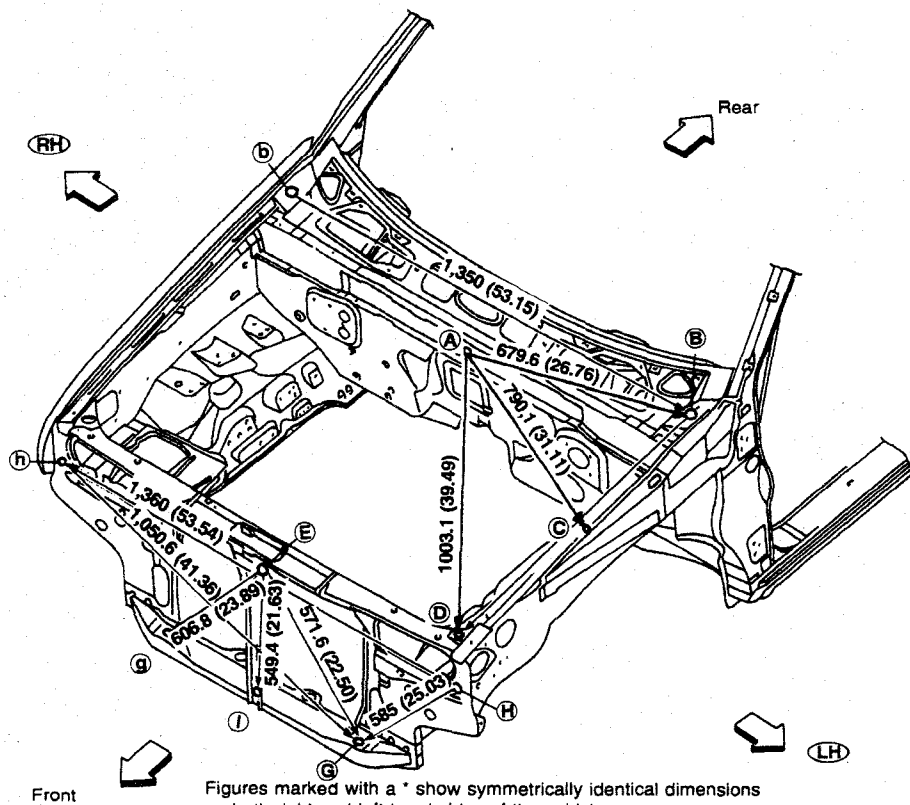 Rear
RH
b
1,350 (53.15)
A
B
679.6 (26.76)
790.1 (31.11)
h
1003.1 (39.49)
1,360 (53.54)
C
1,050.6 (41.36)
E
D
606.8 (23.89)
549.4 (21.63)
571.6 (22.50)
g
585 (25.03)
H
I
G
LH
Front
Figures marked with a * show symmetrically identical dimensions